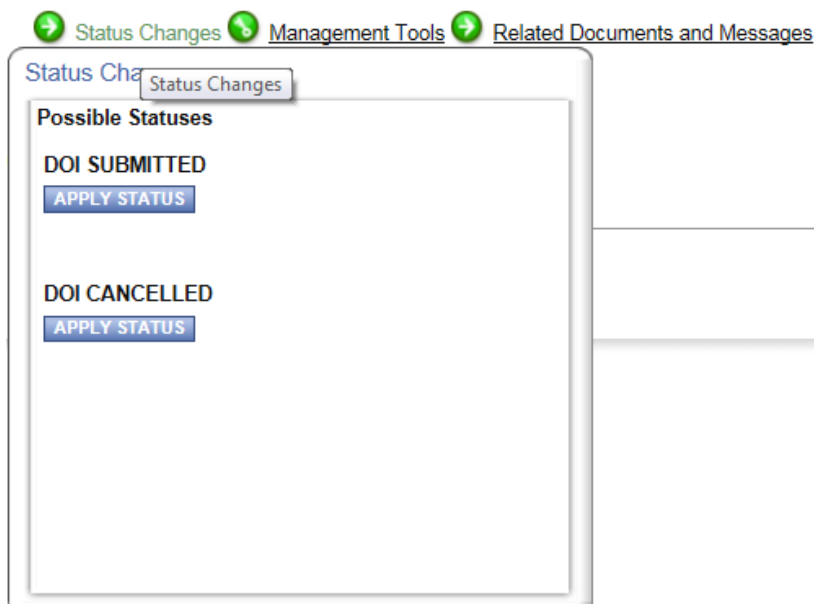 Status Changes Management Tools Related Documents and Messages
Status Cha
Status Changes
Possible Statuses
DOI SUBMITTED
APPLY STATUS
DOI CANCELLED
APPLY STATUS